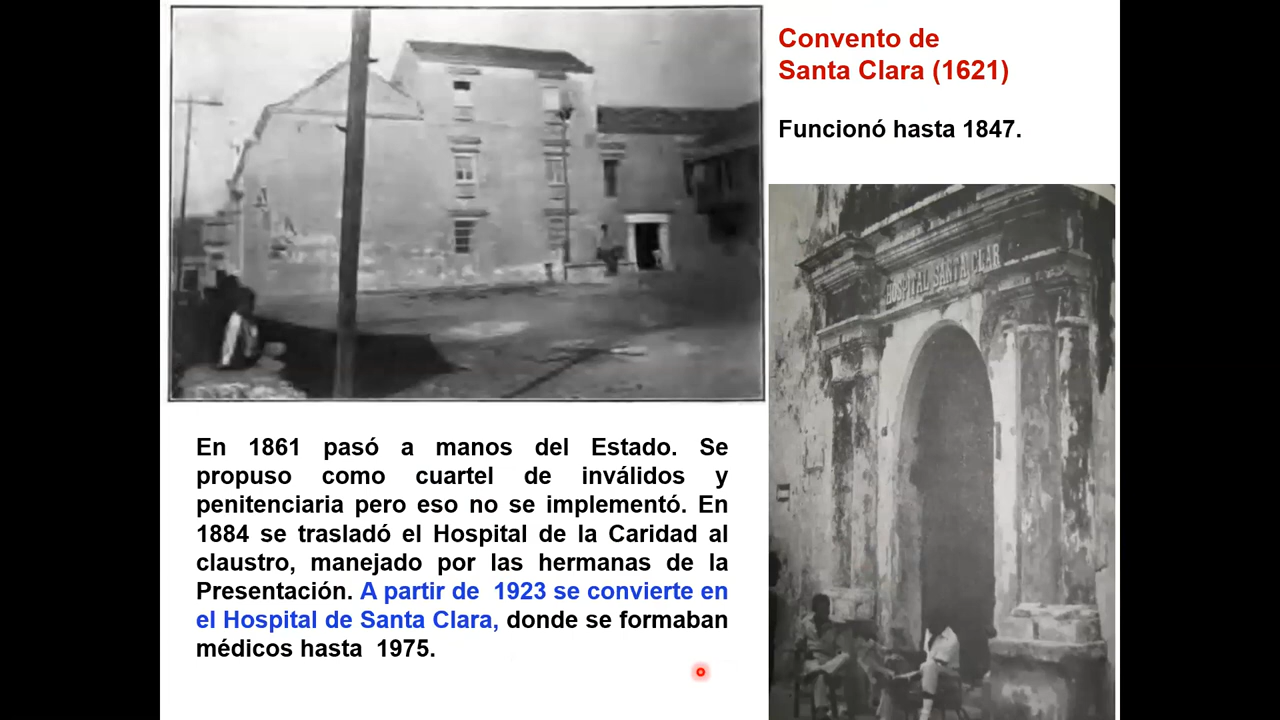 Convento de
Santa Clara (1621)
Funcionó hasta 1847.
HOSPITAL SANTA CLAR
En 1861 pasó a manos del Estado. Se
propuso como cuartel de inválidos y
penitenciaria pero eso no se implementó. En
1884 se trasladó el Hospital de la Caridad al
claustro, manejado por las hermanas de la
Presentación. A partir de 1923 se convierte en
el Hospital de Santa Clara, donde se formaban
médicos hasta 1975.